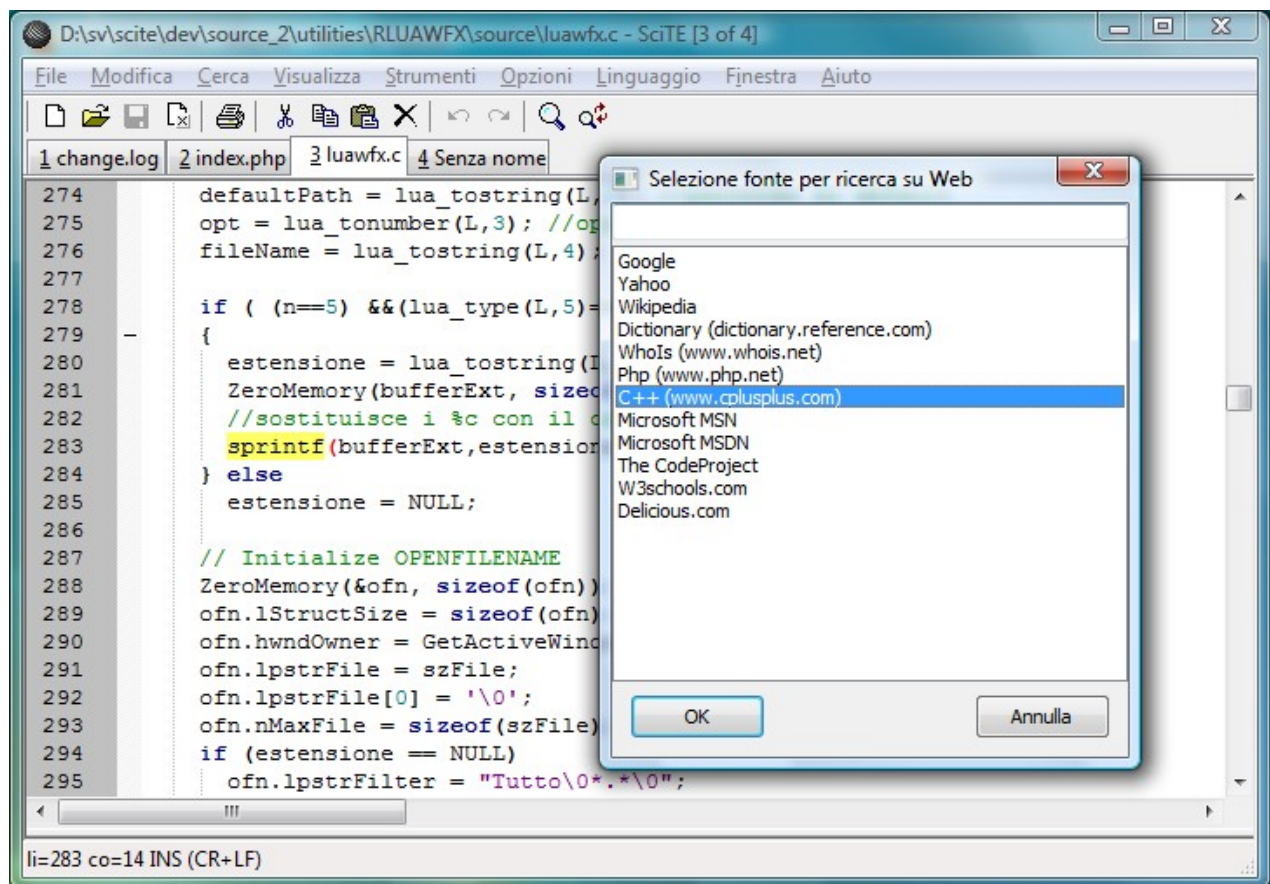 D:\sv\scite\dev\source_2\utilities\RLUAWFX\source\luawfx.c - SciTE [3 of 4]
File Modifica Cerca Visualizza Strumenti Opzioni Linguaggio Finestra Aiuto
1 change.log 2 index.php 3 luawfx.c 4 Senza nome
274 defaultPath = lua_tostring(L,
275 opt = lua_tonumber(L,3); //op
276 fileName = lua_tostring(L,4);
277
278 if ( (n==5) &&(lua_type(L,5)=
279 {
280 estensione = lua_tostring(
281 ZeroMemory(bufferExt, sizeo
282 //sostituisce i %c con il
283 sprintf(bufferExt,estension
284 } else
285 estensione = NULL;
286
287 // Initialize OPENFILENAME
288 ZeroMemory(&ofn, sizeof(ofn))
289 ofn.lStructSize = sizeof(ofn)
290 ofn.hwndOwner = GetActiveWind
291 ofn.lpstrFile = szFile;
292 ofn.lpstrFile[0] = '\0';
293 ofn.nMaxFile = sizeof(szFile)
294 if (estensione == NULL)
295 ofn.lpstrFilter = "Tutto\0*.*\0";
li=283 co=14 INS (CR+LF)
Selezione fonte per ricerca su Web
Google
Yahoo
Wikipedia
Dictionary (dictionary.reference.com)
WhoIs (www.whois.net)
Php (www.php.net)
C++ (www.cplusplus.com)
Microsoft MSN
Microsoft MSDN
The CodeProject
W3schools.com
Delicious.com
OK Annulla